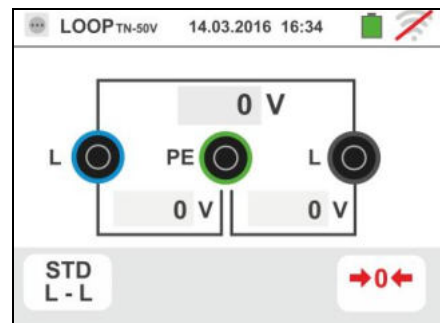 LOOP TN-50V 14.03.2016 16:34
0 V
L PE L
0 V 0 V
STD
L - L
→0←